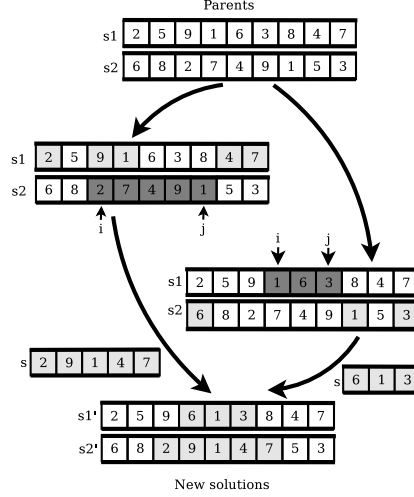 Parents
s1 2 5 9 1 6 3 8 4 7
s2 6 8 2 7 4 9 1 5 3
s1 2 5 9 1 6 3 8 4 7
s2 6 8 2 7 4 9 1 5 3
i j
i j
s1 2 5 9 1 6 3 8 4 7
s2 6 8 2 7 4 9 1 5 3
s 2 9 1 4 7
s 6 1 3
s1' 2 5 9 6 1 3 8 4 7
s2' 6 8 2 9 1 4 7 5 3
New solutions